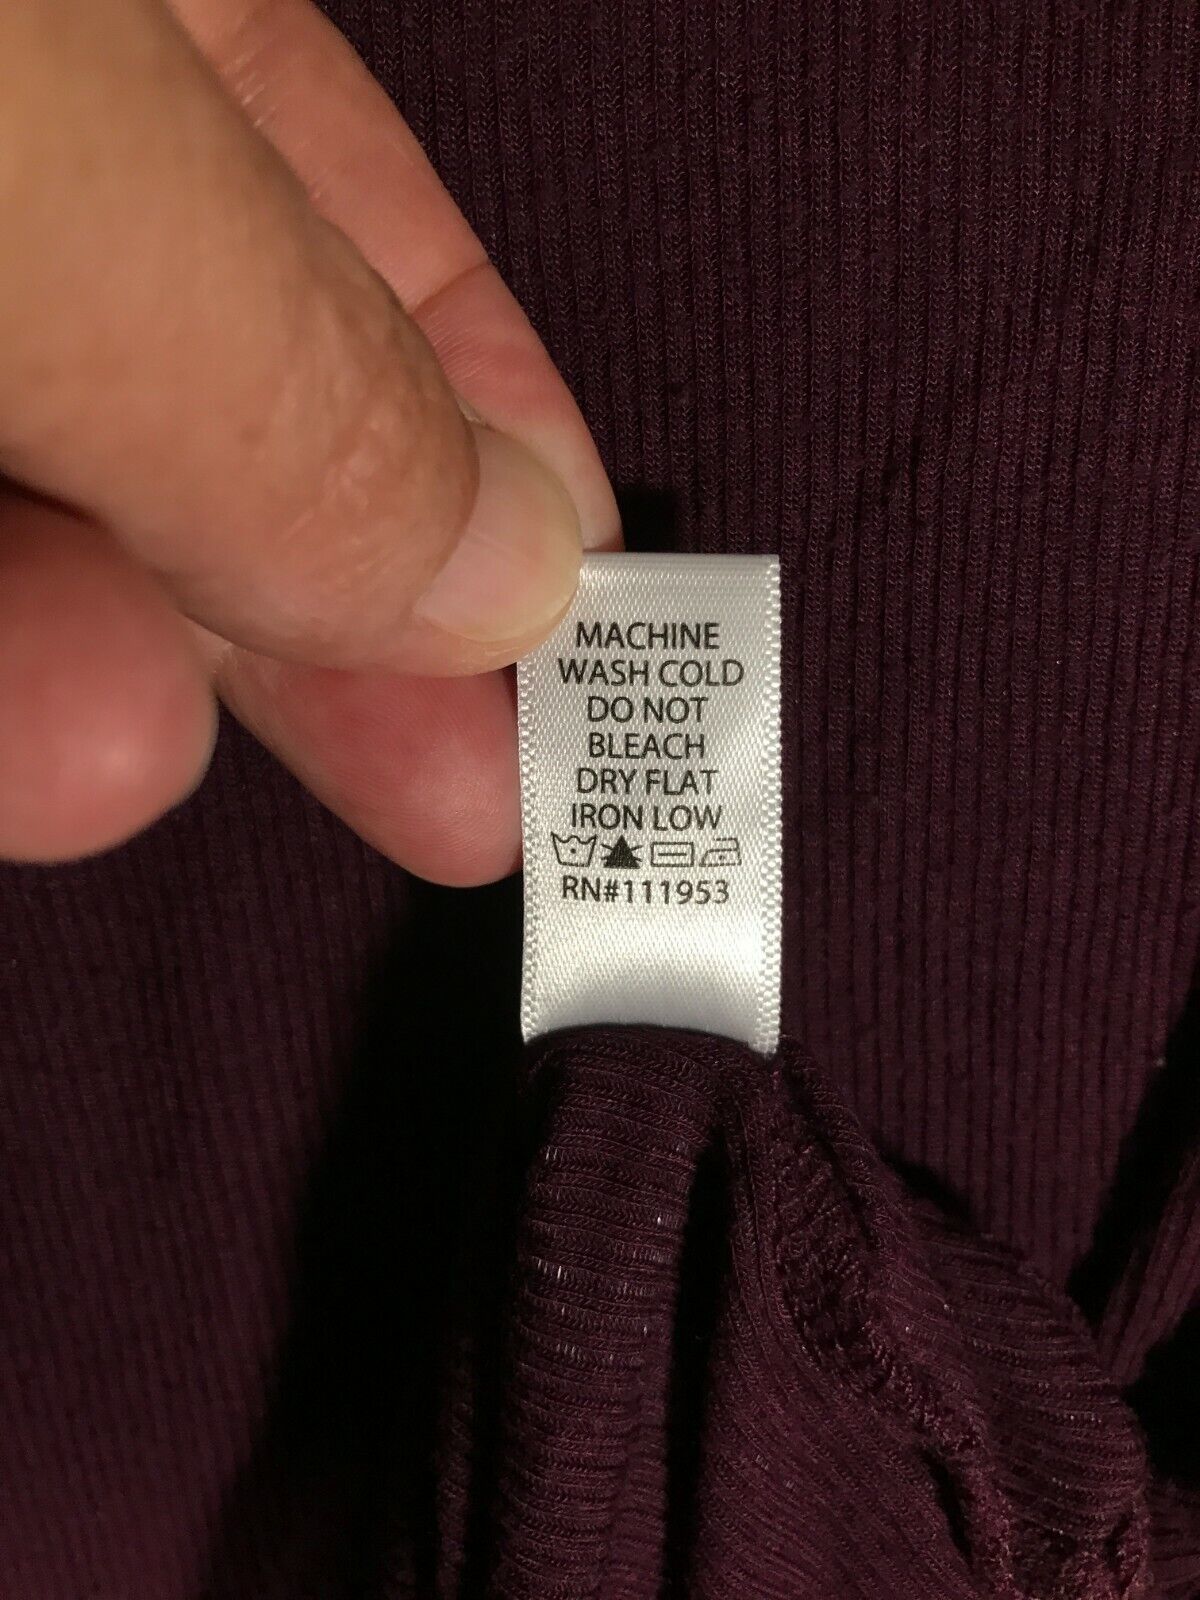 MACHINE
WASH COLD
DO NOT
BLEACH
DRY FLAT
IRON LOW
RN#111953